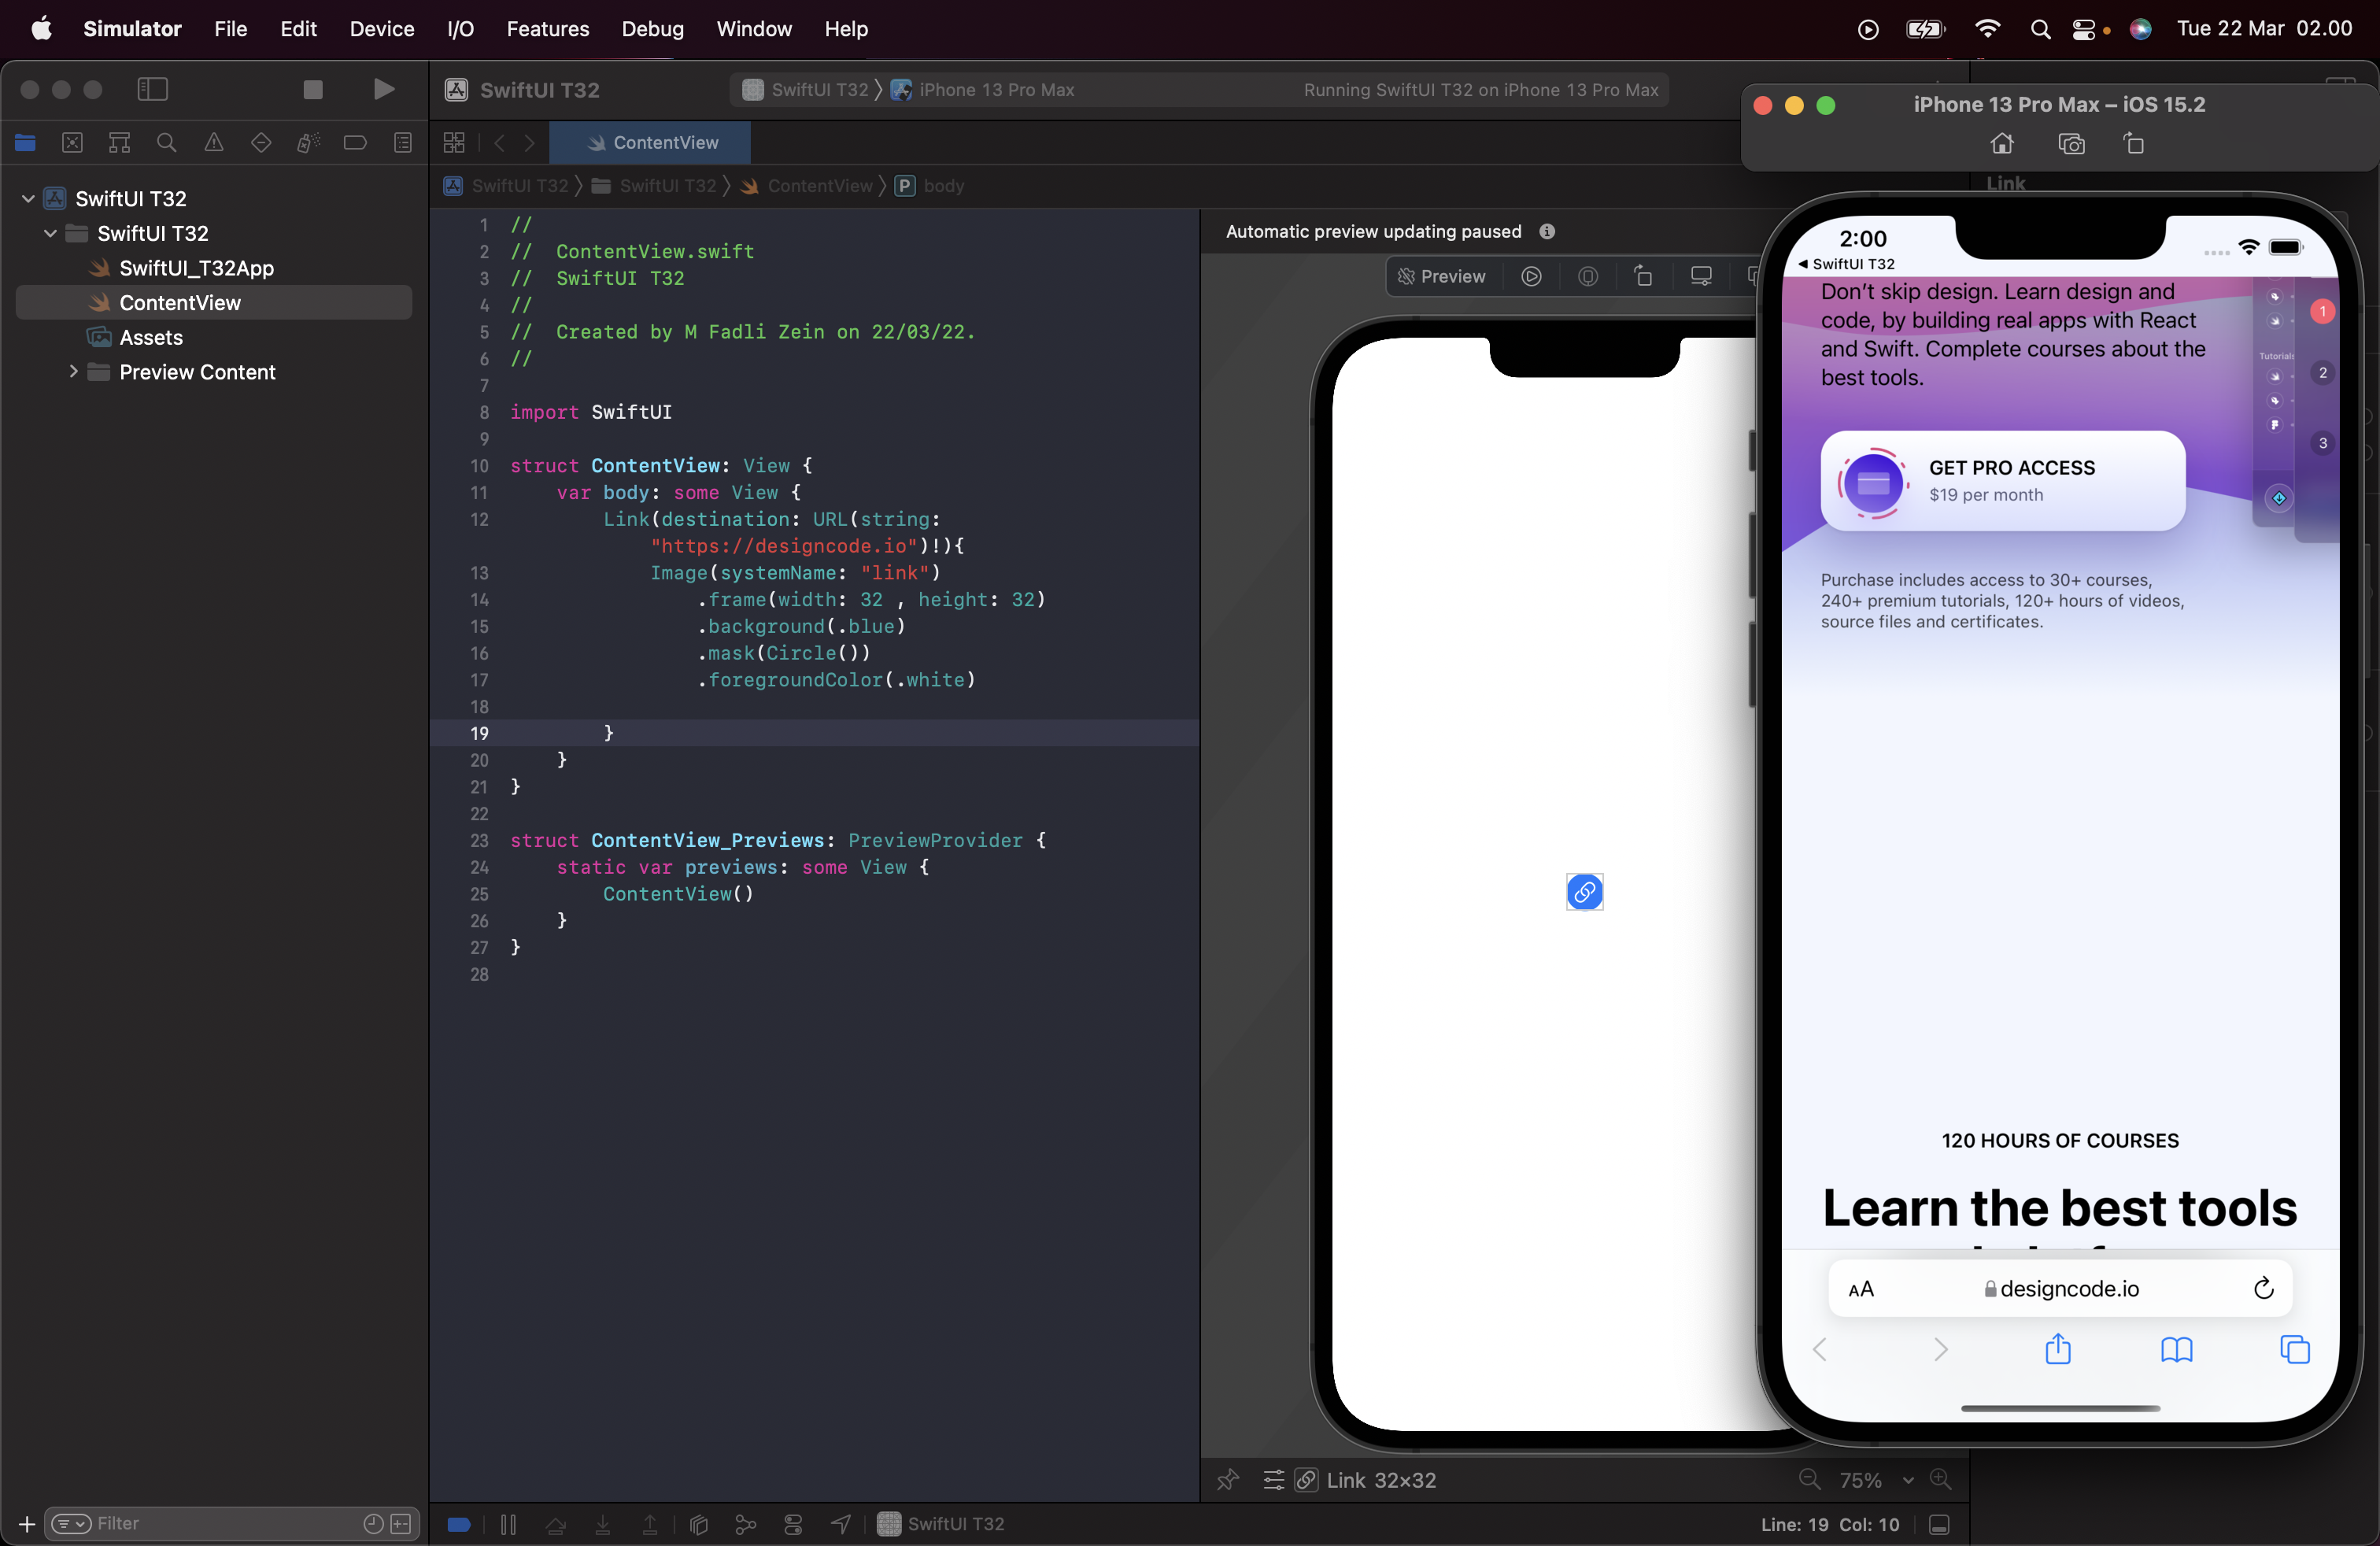 Simulator File Edit Device I/O Features Debug Window Help Tue 22 Mar 02.00
SwiftUI T32
SwiftUI T32 iPhone 13 Pro Max Running SwiftUI T32 on iPhone 13 Pro Max
ContentView
SwiftUI T32 SwiftUI T32 ContentView P body
SwiftUI T32
SwiftUI T32
SwiftUI_T32App
ContentView
Assets
Preview Content
Filter
1 //
2 // ContentView.swift
3 // SwiftUI T32
4 //
5 // Created by M Fadli Zein on 22/03/22.
6 //
7
8 import SwiftUI
9
10 struct ContentView: View {
11 var body: some View {
12 Link(destination: URL(string:
"https://designcode.io")!){
13 Image(systemName: "link")
14 .frame(width: 32 , height: 32)
15 .background(.blue)
16 .mask(Circle())
17 .foregroundColor(.white)
18
19 }
20 }
21 }
22
23 struct ContentView_Previews: PreviewProvider {
24 static var previews: some View {
25 ContentView()
26 }
27 }
28
Automatic preview updating paused
Preview
Link 32×32
75%
SwiftUI T32
Line: 19 Col: 10
iPhone 13 Pro Max – iOS 15.2
Link
2:00
SwiftUI T32
Don't skip design. Learn design and
code, by building real apps with React
and Swift. Complete courses about the
best tools.
Tutorials
1
2
3
GET PRO ACCESS
$19 per month
Purchase includes access to 30+ courses,
240+ premium tutorials, 120+ hours of videos,
source files and certificates.
120 HOURS OF COURSES
Learn the best tools
AA designcode.io